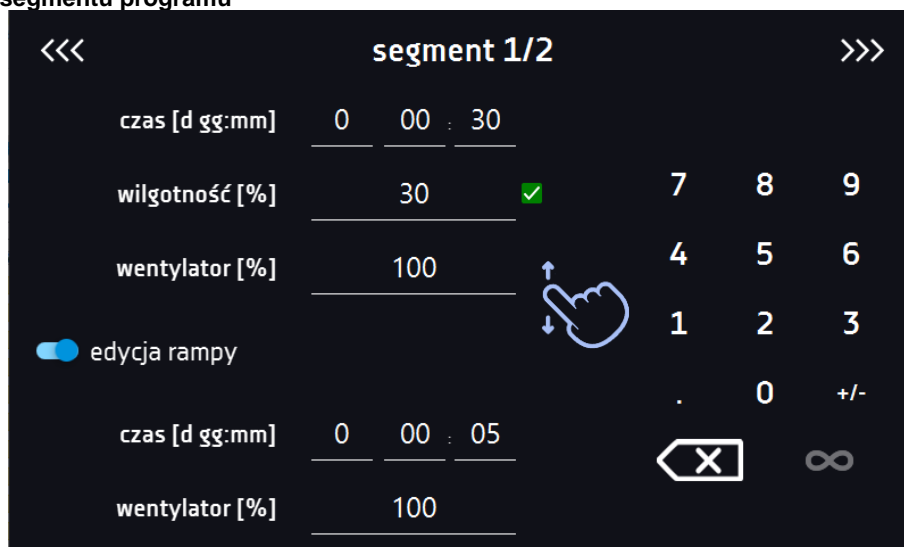 segmentu programu
<<< segment 1/2 >>>
czas [d gg:mm] 0 00 : 30
wilgotność [%] 30
wentylator [%] 100
edycja rampy
czas [d gg:mm] 0 00 : 05
wentylator [%] 100
7 8 9
4 5 6
1 2 3
. 0 +/-
∞